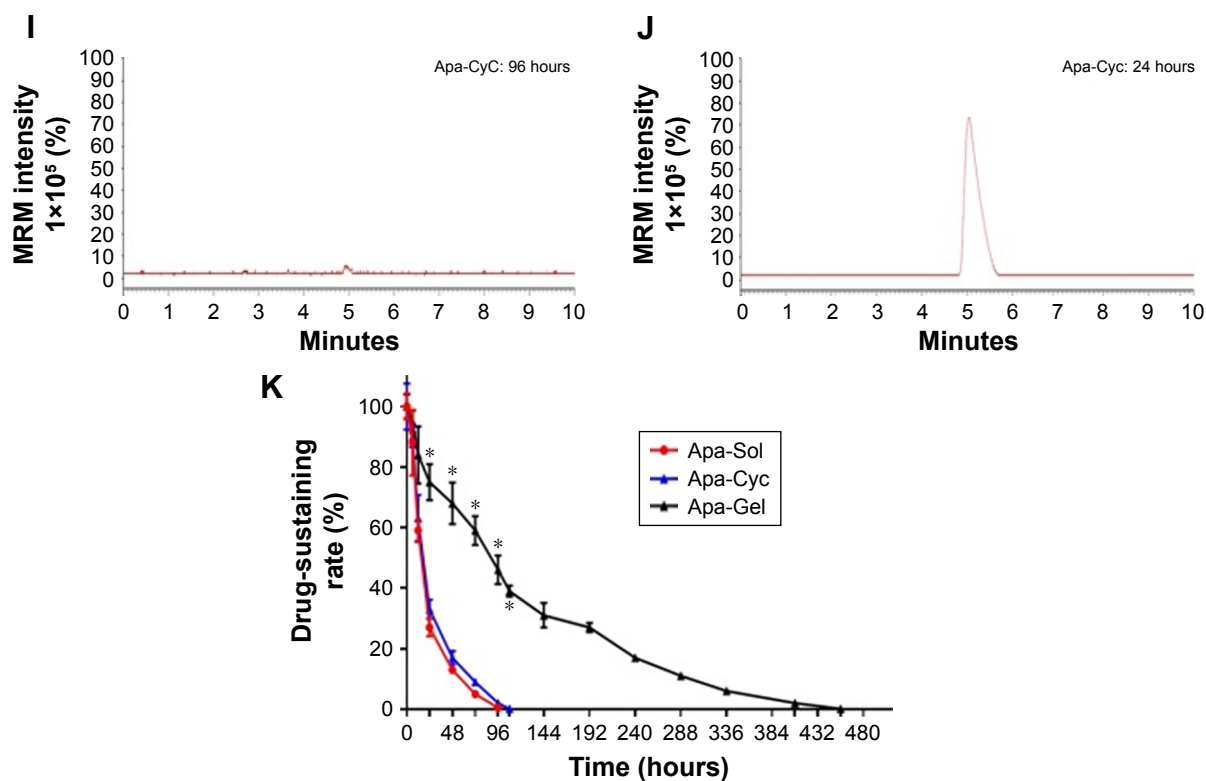 I
Apa-CyC: 96 hours
MRM intensity
1×10⁵ (%)
100
90
80
70
60
50
40
30
20
10
0
0 1 2 3 4 5 6 7 8 9 10
Minutes
J
Apa-Cyc: 24 hours
MRM intensity
1×10⁵ (%)
100
90
80
70
60
50
40
30
20
10
0
0 1 2 3 4 5 6 7 8 9 10
Minutes
K
Drug-sustaining
rate (%)
100
80
60
40
20
0
* * * * *
Apa-Sol
Apa-Cyc
Apa-Gel
0 48 96 144 192 240 288 336 384 432 480
Time (hours)